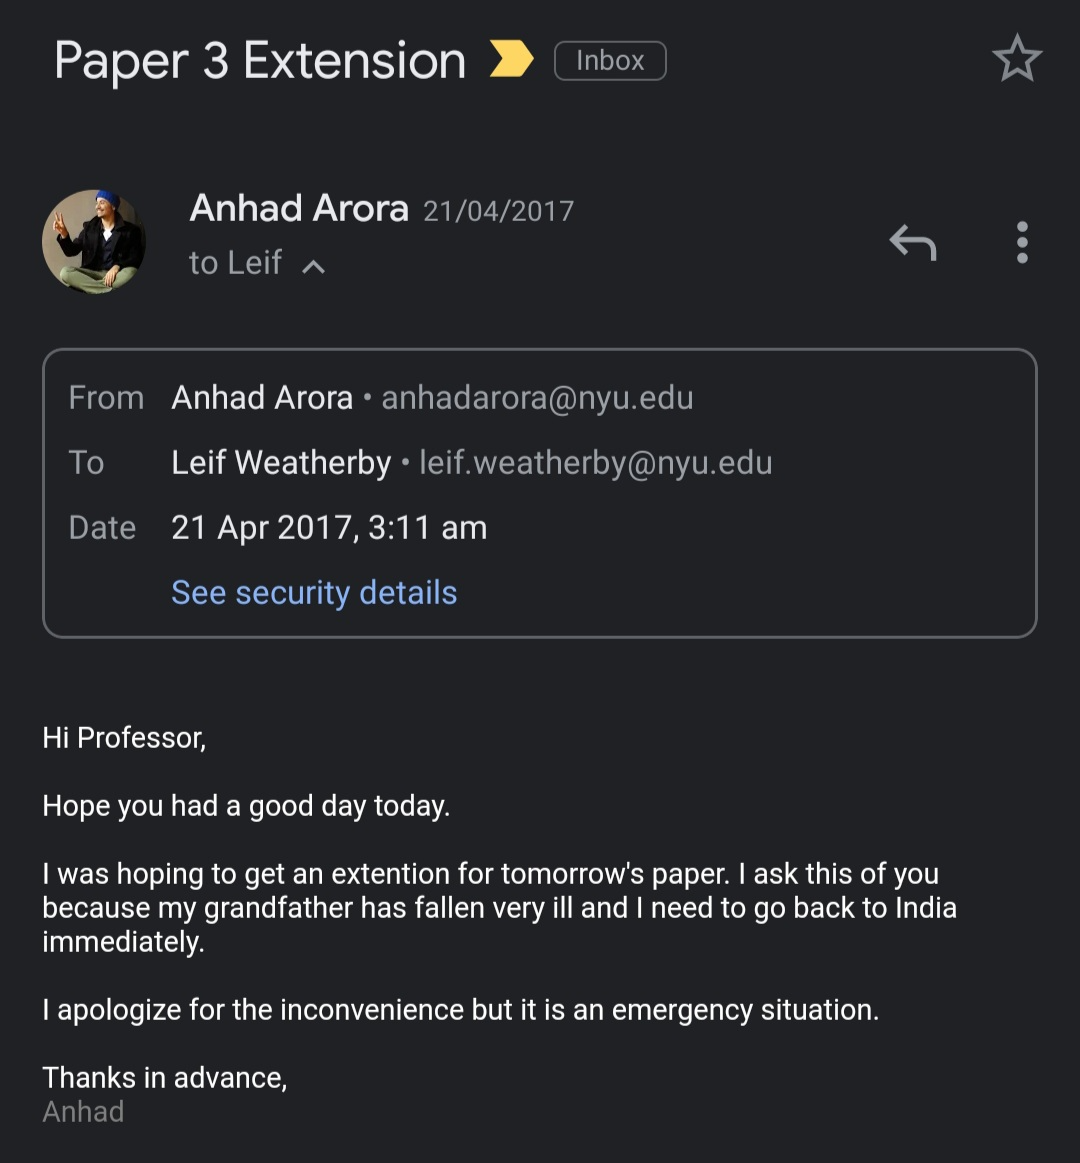 Paper 3 Extension Inbox
Anhad Arora 21/04/2017
to Leif
From Anhad Arora • anhadarora@nyu.edu
To Leif Weatherby • leif.weatherby@nyu.edu
Date 21 Apr 2017, 3:11 am
See security details
Hi Professor,
Hope you had a good day today.
I was hoping to get an extention for tomorrow's paper. I ask this of you
because my grandfather has fallen very ill and I need to go back to India
immediately.
I apologize for the inconvenience but it is an emergency situation.
Thanks in advance,
Anhad